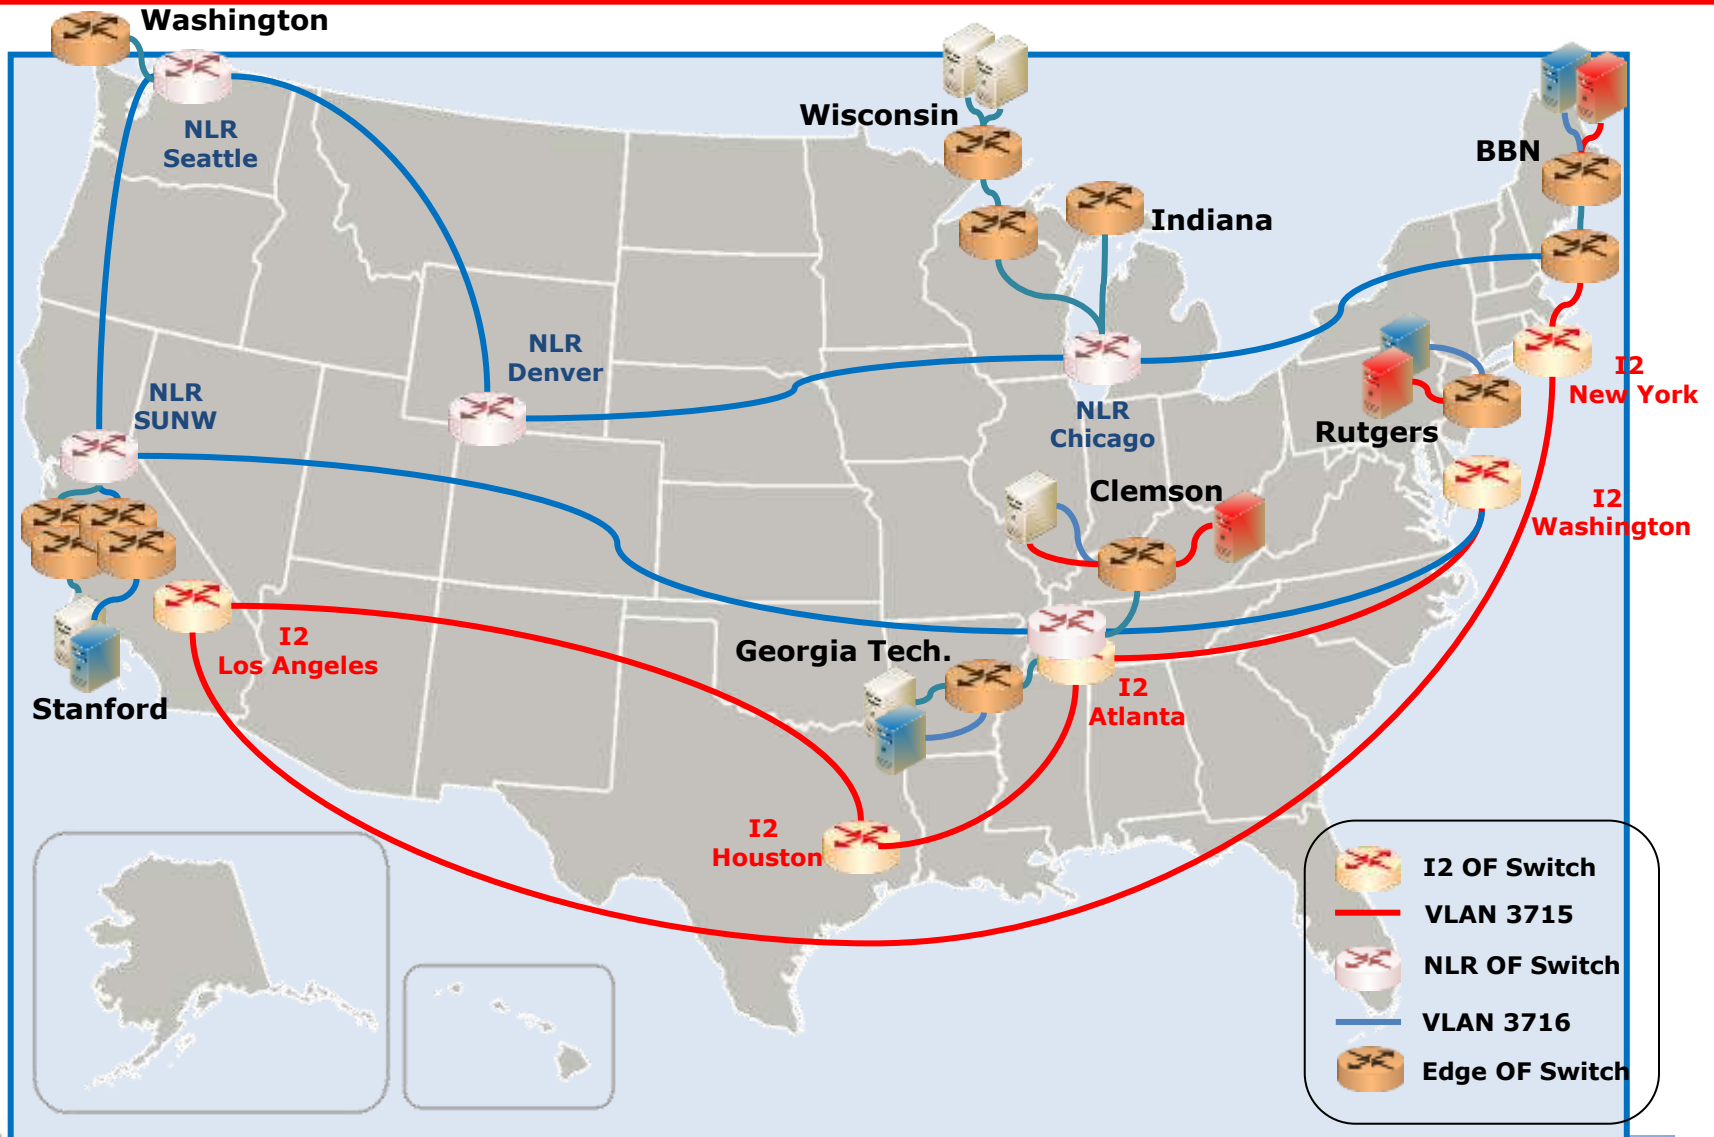 Washington
Wisconsin
NLR
Seattle
BBN
Indiana
NLR
Denver
NLR
SUNW
I2
New York
NLR
Chicago
Rutgers
Clemson
I2
Washington
I2
Los Angeles
Georgia Tech.
I2
Atlanta
Stanford
I2
Houston
I2 OF Switch
VLAN 3715
NLR OF Switch
VLAN 3716
Edge OF Switch